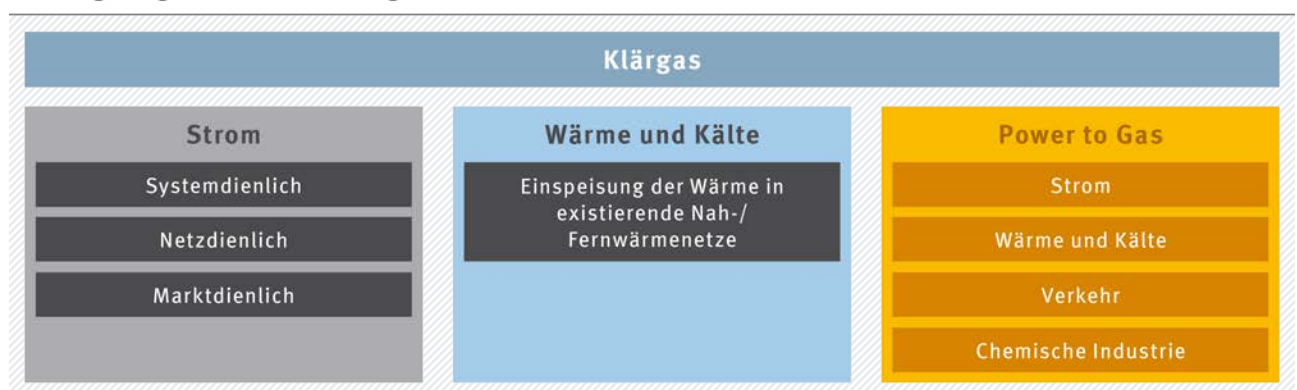 Klärgas
Strom
Systemdienlich
Netzdienlich
Marktdienlich
Wärme und Kälte
Einspeisung der Wärme in
existierende Nah-/
Fernwärmenetze
Power to Gas
Strom
Wärme und Kälte
Verkehr
Chemische Industrie